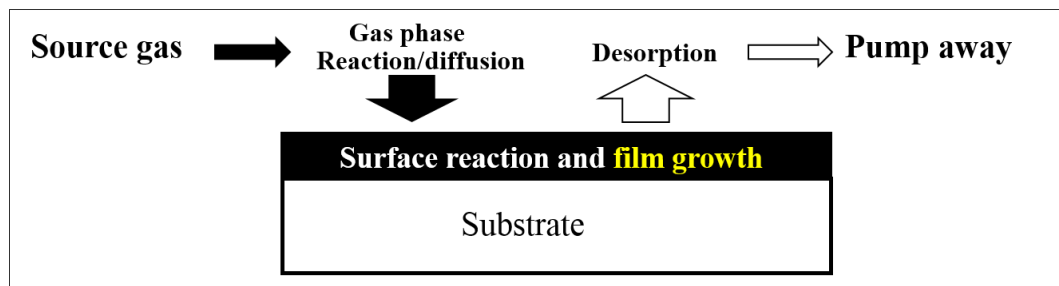 Source gas
Gas phase
Reaction/diffusion
Desorption
Pump away
Surface reaction and film growth
Substrate